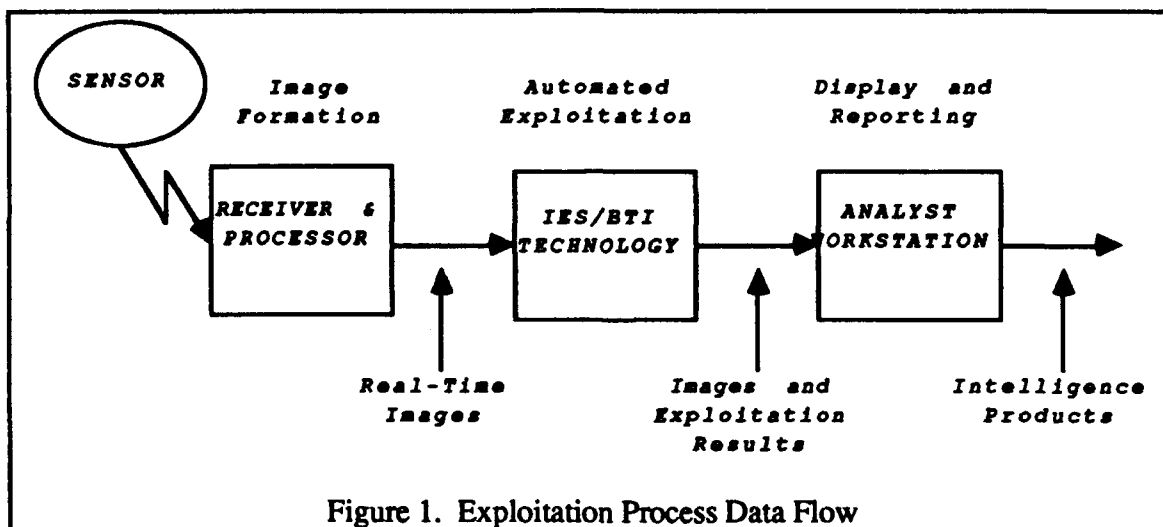 SENSOR
Image
Formation
Automated
Exploitation
Display and
Reporting
RECEIVER &
PROCESSOR
IES/BTI
TECHNOLOGY
ANALYST
WORKSTATION
Real-Time
Images
Images and
Exploitation
Results
Intelligence
Products
Figure 1. Exploitation Process Data Flow